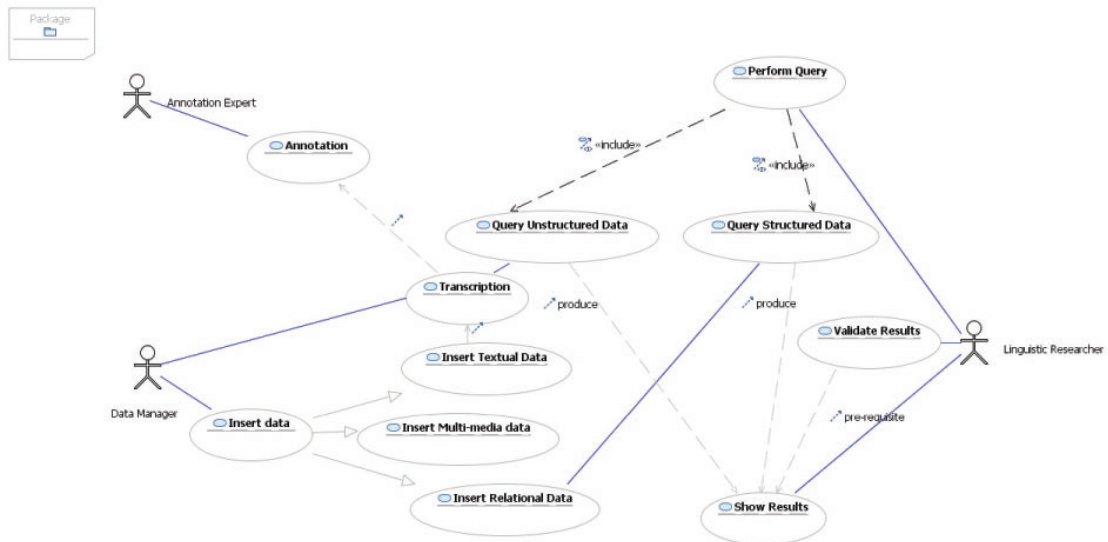 Package
Perform Query
Annotation Expert
Annotation
«include»
«include»
Query Unstructured Data
Query Structured Data
Transcription
produce
produce
Validate Results
Insert Textual Data
Linguistic Researcher
Data Manager
Insert data
Insert Multi-media data
pre-requisite
Insert Relational Data
Show Results